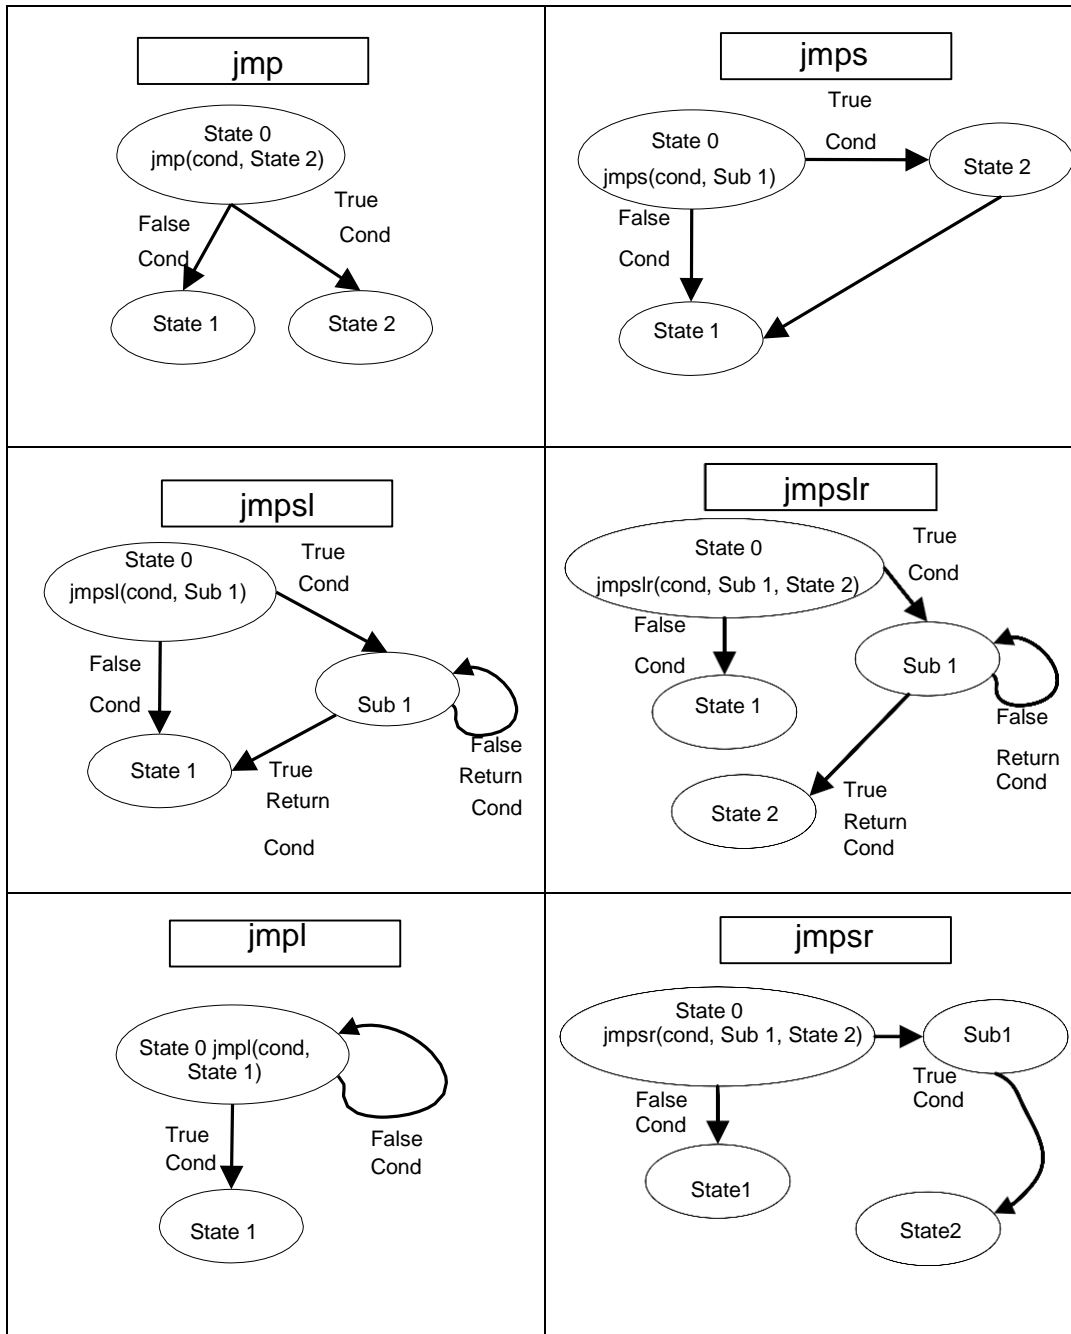 jmp
State 0
jmp(cond, State 2)
False
Cond
True
Cond
State 1
State 2
jmps
True
Cond
State 0
jmps(cond, Sub 1)
State 2
False
Cond
State 1
jmpsl
State 0
jmpsl(cond, Sub 1)
True
Cond
False
Cond
Sub 1
State 1
True
Return
Cond
False
Return
Cond
jmpslr
State 0
jmpslr(cond, Sub 1, State 2)
True
Cond
False
Cond
Sub 1
State 1
False
Return
Cond
State 2
True
Return
Cond
jmpl
State 0 jmpl(cond,
State 1)
True
Cond
False
Cond
State 1
jmpsr
State 0
jmpsr(cond, Sub 1, State 2)
Sub1
True
Cond
False
Cond
State1
State2